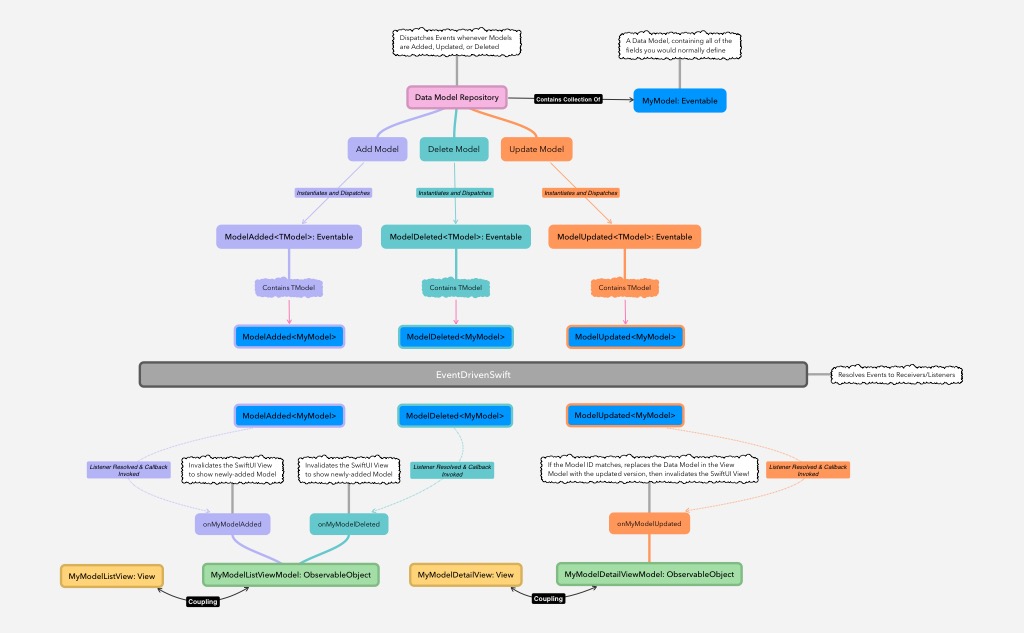 Dispatches Events whenever Models
are Added, Updated, or Deleted
A Data Model, containing all of the
fields you would normally define
Data Model Repository
Contains Collection Of
MyModel: Eventable
Add Model
Delete Model
Update Model
Instantiates and Dispatches
Instantiates and Dispatches
Instantiates and Dispatches
ModelAdded<TModel>: Eventable
ModelDeleted<TModel>: Eventable
ModelUpdated<TModel>: Eventable
Contains TModel
Contains TModel
Contains TModel
ModelAdded<MyModel>
ModelDeleted<MyModel>
ModelUpdated<MyModel>
EventDrivenSwift
Resolves Events to Receivers/Listeners
ModelAdded<MyModel>
ModelDeleted<MyModel>
ModelUpdated<MyModel>
Listener Resolved & Callback
Invoked
Invalidates the SwiftUI View
to show newly-added Model
Invalidates the SwiftUI View
to show newly-added Model
Listener Resolved & Callback
Invoked
If the Model ID matches, replaces the Data Model in the View
Model with the updated version, then invalidates the SwiftUI View!
Listener Resolved & Callback
Invoked
onMyModelAdded
onMyModelDeleted
onMyModelUpdated
MyModelListView: View
MyModelListViewModel: ObservableObject
MyModelDetailView: View
MyModelDetailViewModel: ObservableObject
Coupling
Coupling